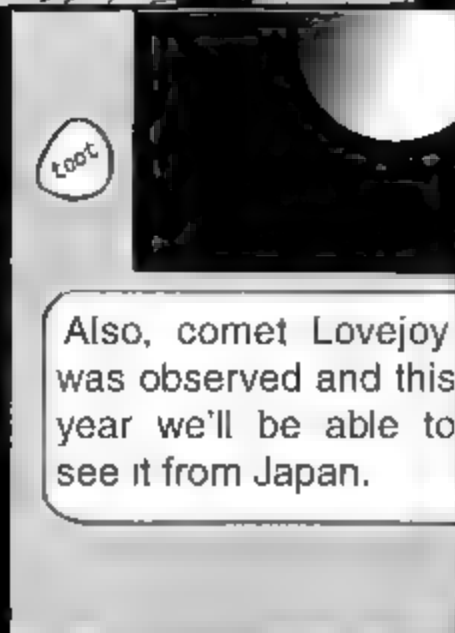 toot
Also, comet Lovejoy
was observed and this
year we'll be able to
see it from Japan.